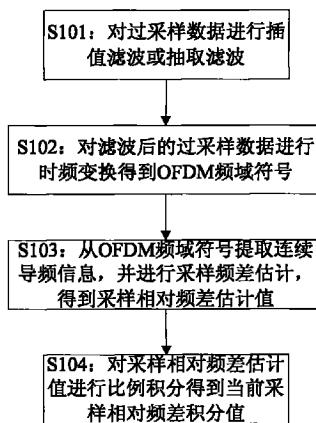 S101：对过采样数据进行插
值滤波或抽取滤波
S102：对滤波后的过采样数据进行
时频变换得到OFDM频域符号
S103：从OFDM频域符号提取连续
导频信息，并进行采样频差估计，
得到采样相对频差估计值
S104：对采样相对频差估计
值进行比例积分得到当前采
样相对频差积分值